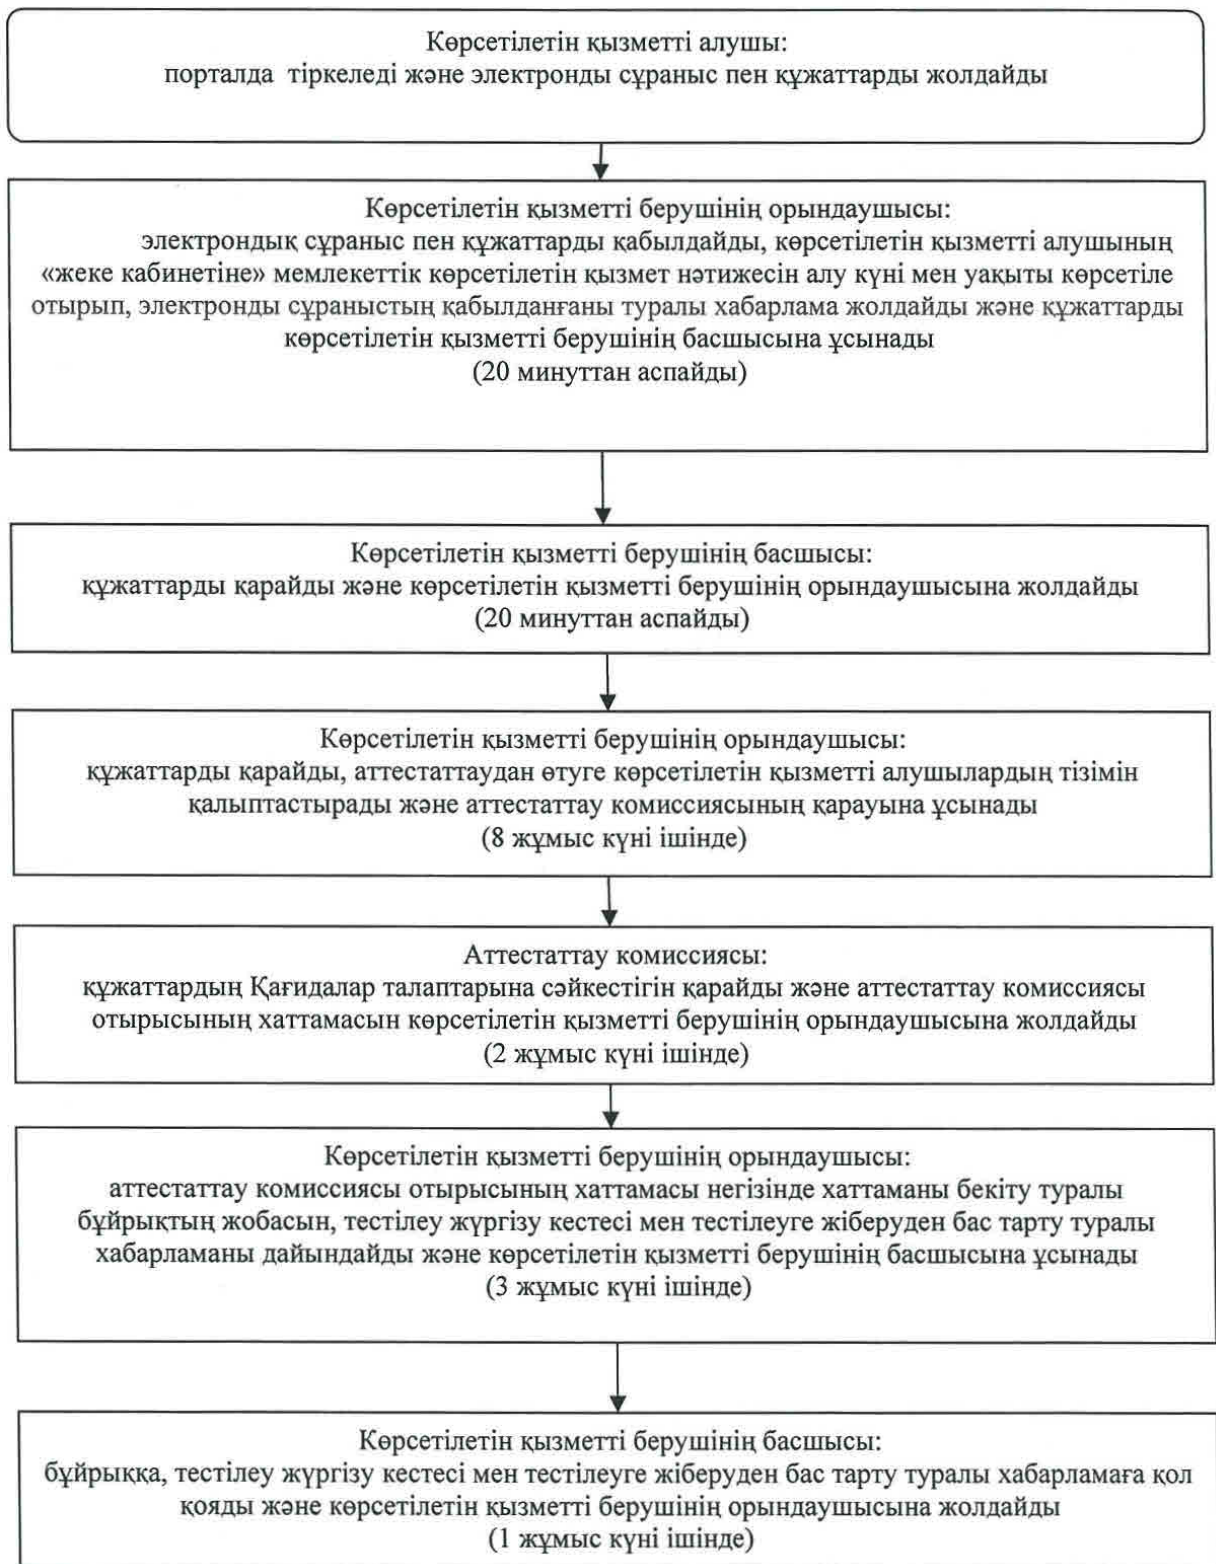 Көрсетілетін қызметті алушы:
порталда тіркеледі және электронды сұраныс пен құжаттарды жолдайды
Көрсетілетін қызметті берушінің орындаушысы:
электрондық сұраныс пен құжаттарды қабылдайды, көрсетілетін қызметті алушының
«жеке кабинетіне» мемлекеттік көрсетілетін қызмет нәтижесін алу күні мен уақыты көрсетіле
отырып, электронды сұраныстың қабылданғаны туралы хабарлама жолдайды және құжаттарды
көрсетілетін қызметті берушінің басшысына ұсынады
(20 минуттан аспайды)
Көрсетілетін қызметті берушінің басшысы:
құжаттарды қарайды және көрсетілетін қызметті берушінің орындаушысына жолдайды
(20 минуттан аспайды)
Көрсетілетін қызметті берушінің орындаушысы:
құжаттарды қарайды, аттестаттаудан өтуге көрсетілетін қызметті алушылардың тізімін
қалыптастырады және аттестаттау комиссиясының қарауына ұсынады
(8 жұмыс күні ішінде)
Аттестаттау комиссиясы:
құжаттардың Қағидалар талаптарына сәйкестігін қарайды және аттестаттау комиссиясы
отырысының хаттамасын көрсетілетін қызметті берушінің орындаушысына жолдайды
(2 жұмыс күні ішінде)
Көрсетілетін қызметті берушінің орындаушысы:
аттестаттау комиссиясы отырысының хаттамасы негізінде хаттаманы бекіту туралы
бұйрықтың жобасын, тестілеу жүргізу кестесі мен тестілеуге жіберуден бас тарту туралы
хабарламаны дайындайды және көрсетілетін қызметті берушінің басшысына ұсынады
(3 жұмыс күні ішінде)
Көрсетілетін қызметті берушінің басшысы:
бұйрыққа, тестілеу жүргізу кестесі мен тестілеуге жіберуден бас тарту туралы хабарламаға қол
қояды және көрсетілетін қызметті берушінің орындаушысына жолдайды
(1 жұмыс күні ішінде)